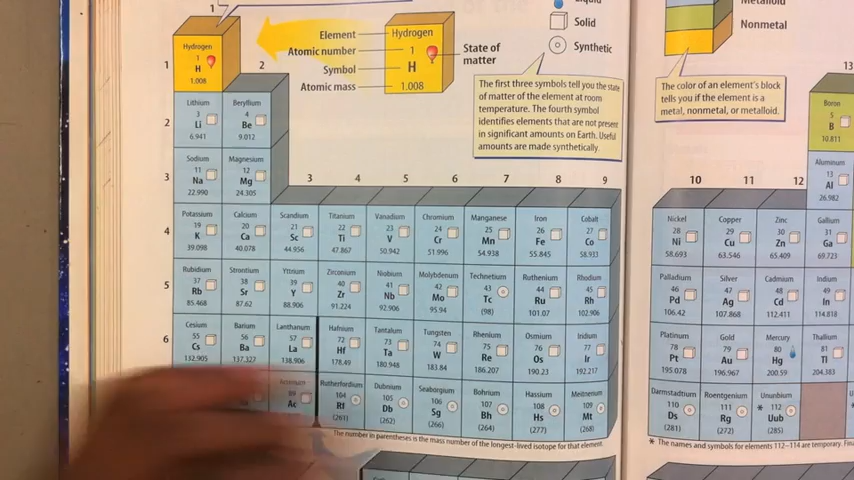 1
Liquid
Solid
Synthetic
Metalloid
Nonmetal
Element
Hydrogen
Atomic number
1
State of
matter
Symbol
H
Atomic mass
1.008
The first three symbols tell you the state
of matter of the element at room
temperature. The fourth symbol
identifies elements that are not present
in significant amounts on Earth. Useful
amounts are made synthetically.
The color of an element's block
tells you if the element is a
metal, nonmetal, or metalloid.
1 2 3 4 5 6 7 8 9 10 11 12 13
1
Hydrogen
1
H
1.008
2
Lithium Beryllium Boron
3 4 5
Li Be B
6.941 9.012 10.811
3
Sodium Magnesium Aluminum
11 12 13
Na Mg Al
22.990 24.305 26.982
4
Potassium Calcium Scandium Titanium Vanadium Chromium Manganese Iron Cobalt Nickel Copper Zinc Gallium
19 20 21 22 23 24 25 26 27 28 29 30 31
K Ca Sc Ti V Cr Mn Fe Co Ni Cu Zn Ga
39.098 40.078 44.956 47.867 50.942 51.996 54.938 55.845 58.933 58.693 63.546 65.409 69.723
5
Rubidium Strontium Yttrium Zirconium Niobium Molybdenum Technetium Ruthenium Rhodium Palladium Silver Cadmium Indium
37 38 39 40 41 42 43 44 45 46 47 48 49
Rb Sr Y Zr Nb Mo Tc Ru Rh Pd Ag Cd In
85.468 87.62 88.906 91.224 92.906 95.94 (98) 101.07 102.906 106.42 107.868 112.411 114.818
6
Cesium Barium Lanthanum Hafnium Tantalum Tungsten Rhenium Osmium Iridium Platinum Gold Mercury Thallium
55 56 57 72 73 74 75 76 77 78 79 80 81
Cs Ba La Hf Ta W Re Os Ir Pt Au Hg Tl
132.905 137.327 138.906 178.49 180.948 183.84 186.207 190.23 192.217 195.078 196.967 200.59 204.383
Actinium Rutherfordium Dubnium Seaborgium Bohrium Hassium Meitnerium Darmstadtium Roentgenium Ununbium
89 104 105 106 107 108 109 110 111 * 112
Ac Rf Db Sg Bh Hs Mt Ds Rg Uub
(261) (262) (266) (264) (277) (268) (281) (272) (285)
The number in parentheses is the mass number of the longest-lived isotope for that element.
* The names and symbols for elements 112–114 are temporary.